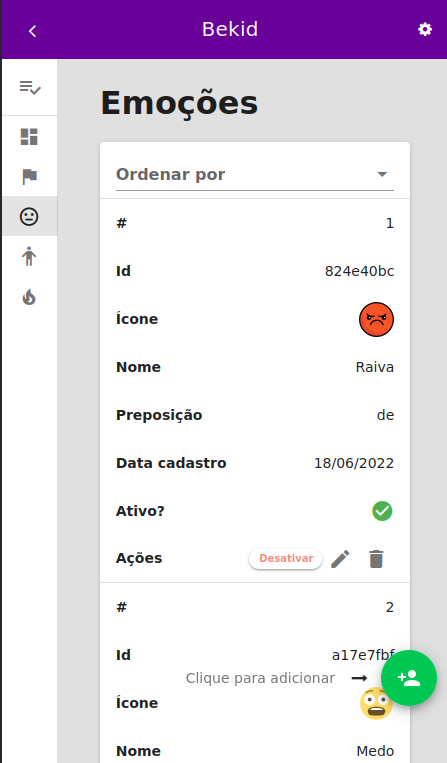 Bekid
Emoções
Ordenar por
# 1
Id 824e40bc
Ícone
Nome Raiva
Preposição de
Data cadastro 18/06/2022
Ativo?
Ações Desativar
# 2
Id a17e7fbf
Clique para adicionar →
Ícone
Nome Medo